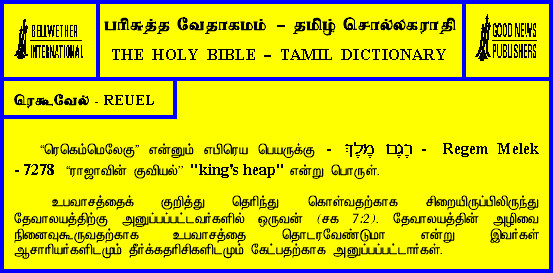 BELLWETHER
INTERNATIONAL
பரிசுத்த வேதாகமம் – தமிழ் சொல்லகராதி
THE HOLY BIBLE – TAMIL DICTIONARY
GOOD NEWS
PUBLISHERS
ரெகூவேல் - REUEL
“ரெகெம்மெலேகு” என்னும் எபிரெய பெயருக்கு - רֶגֶם מֶלֶךְ - Regem Melek
- 7278 “ராஜாவின் குவியல்” "king's heap" என்று பொருள்.
உபவாசத்தைக் குறித்து தெரிந்து கொள்வதற்காக சிறையிருப்பிலிருந்து
தேவாலயத்திற்கு அனுப்பப்பட்டவர்களில் ஒருவன் (சக 7:2). தேவாலயத்தின் அழிவை
நினைவுகூருவதற்காக உபவாசத்தை தொடரவேண்டுமா என்று இவர்கள்
ஆசாரியர்களிடமும் தீர்க்கதரிசிகளிடமும் கேட்பதற்காக அனுப்பப்பட்டார்கள்.